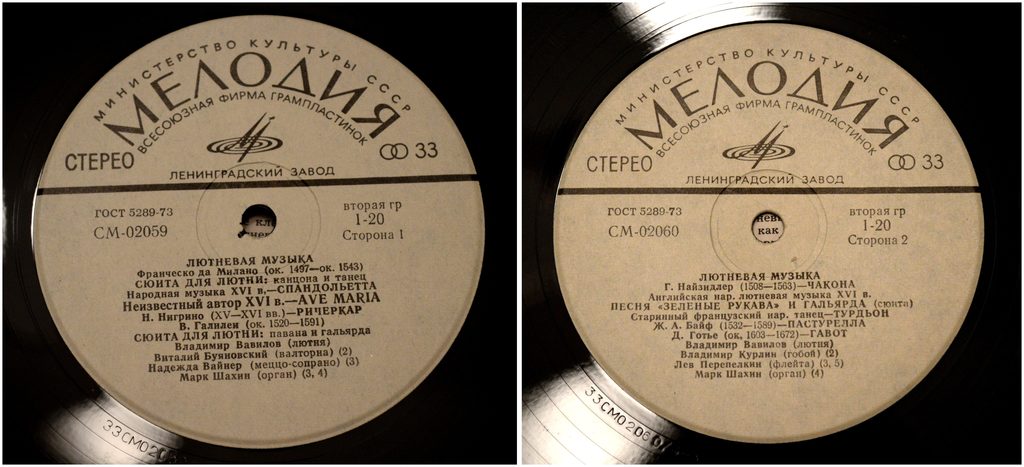 МИНИСТЕРСТВО КУЛЬТУРЫ СССР
МЕЛОДИЯ
ВСЕСОЮЗНАЯ ФИРМА ГРАМПЛАСТИНОК
СТЕРЕО
33
ЛЕНИНГРАДСКИЙ ЗАВОД
ГОСТ 5289-73
СМ-02059
вторая гр
1-20
Сторона 1
ЛЮТНЕВАЯ МУЗЫКА
Франческо да Милано (ок. 1497—ок. 1543)
СЮИТА ДЛЯ ЛЮТНИ: канцона и танец
Народная музыка XVI в.—СПАНДОЛЬЕТТА
Неизвестный автор XVI в.—AVE MARIA
Н. Нигрино (XV—XVI вв.)—РИЧЕРКАР
В. Галилеи (ок. 1520—1591)
СЮИТА ДЛЯ ЛЮТНИ: павана и гальярда
Владимир Вавилов (лютня)
Виталий Буяновский (валторна) (2)
Надежда Вайнер (меццо-сопрано) (3)
Марк Шахин (орган) (3, 4)
33СМ020
МИНИСТЕРСТВО КУЛЬТУРЫ СССР
МЕЛОДИЯ
ВСЕСОЮЗНАЯ ФИРМА ГРАМПЛАСТИНОК
СТЕРЕО
33
ЛЕНИНГРАДСКИЙ ЗАВОД
ГОСТ 5289-73
СМ-02060
как
вторая гр
1-20
Сторона 2
ЛЮТНЕВАЯ МУЗЫКА
Г. Найзидлер (1508—1563)—ЧАКОНА
Английская нар. лютневая музыка XVI в.
ПЕСНЯ «ЗЕЛЕНЫЕ РУКАВА» И ГАЛЬЯРДА (сюита)
Старинный французский нар. танец—ТУРДЬОН
Ж. А. Баиф (1532—1589)—ПАСТУРЕЛЛА
Д. Готье (ок, 1603—1672)—ГАВОТ
Владимир Вавилов (лютня)
Владимир Курлин (гобой) (2)
Лев Перепелкин (флейта) (3, 5)
Марк Шахин (орган) (4)
33СМ02060